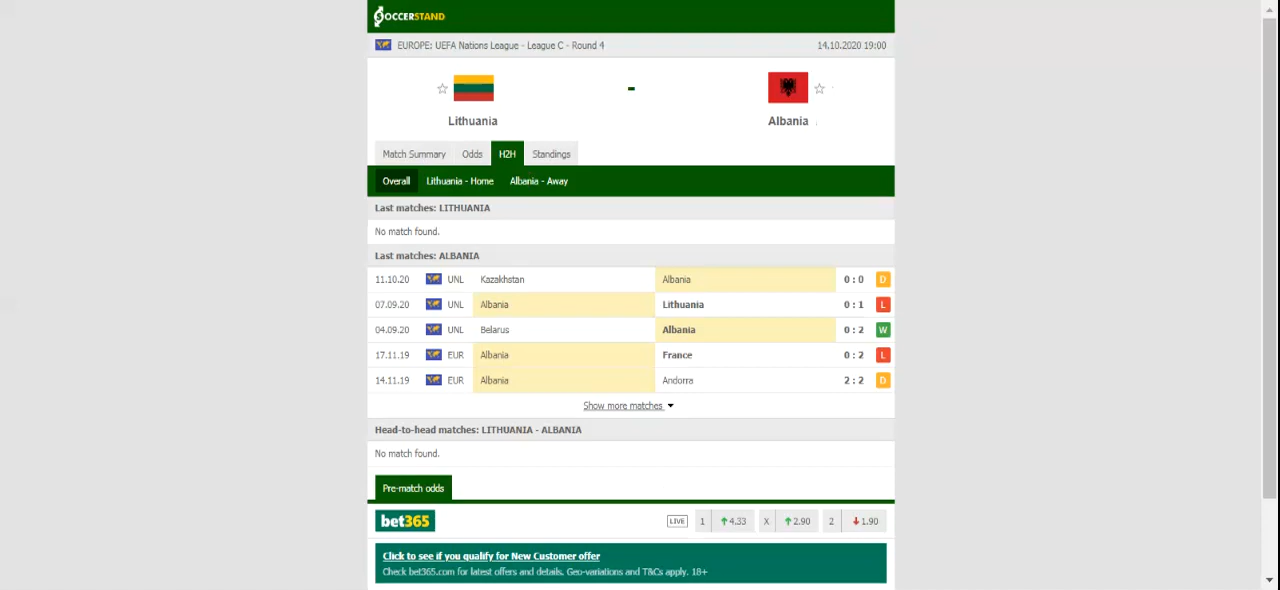 SOCCERSTAND
EUROPE: UEFA Nations League - League C - Round 4 14.10.2020 19:00
-
Lithuania Albania
Match Summary Odds H2H Standings
Overall Lithuania - Home Albania - Away
Last matches: LITHUANIA
No match found.
Last matches: ALBANIA
11.10.20 UNL Kazakhstan Albania 0 : 0 D
07.09.20 UNL Albania Lithuania 0 : 1 L
04.09.20 UNL Belarus Albania 0 : 2 W
17.11.19 EUR Albania France 0 : 2 L
14.11.19 EUR Albania Andorra 2 : 2 D
Show more matches
Head-to-head matches: LITHUANIA - ALBANIA
No match found.
Pre-match odds
bet365 LIVE 1 4.33 X 2.90 2 1.90
Click to see if you qualify for New Customer offer
Check bet365.com for latest offers and details. Geo-variations and T&Cs apply. 18+